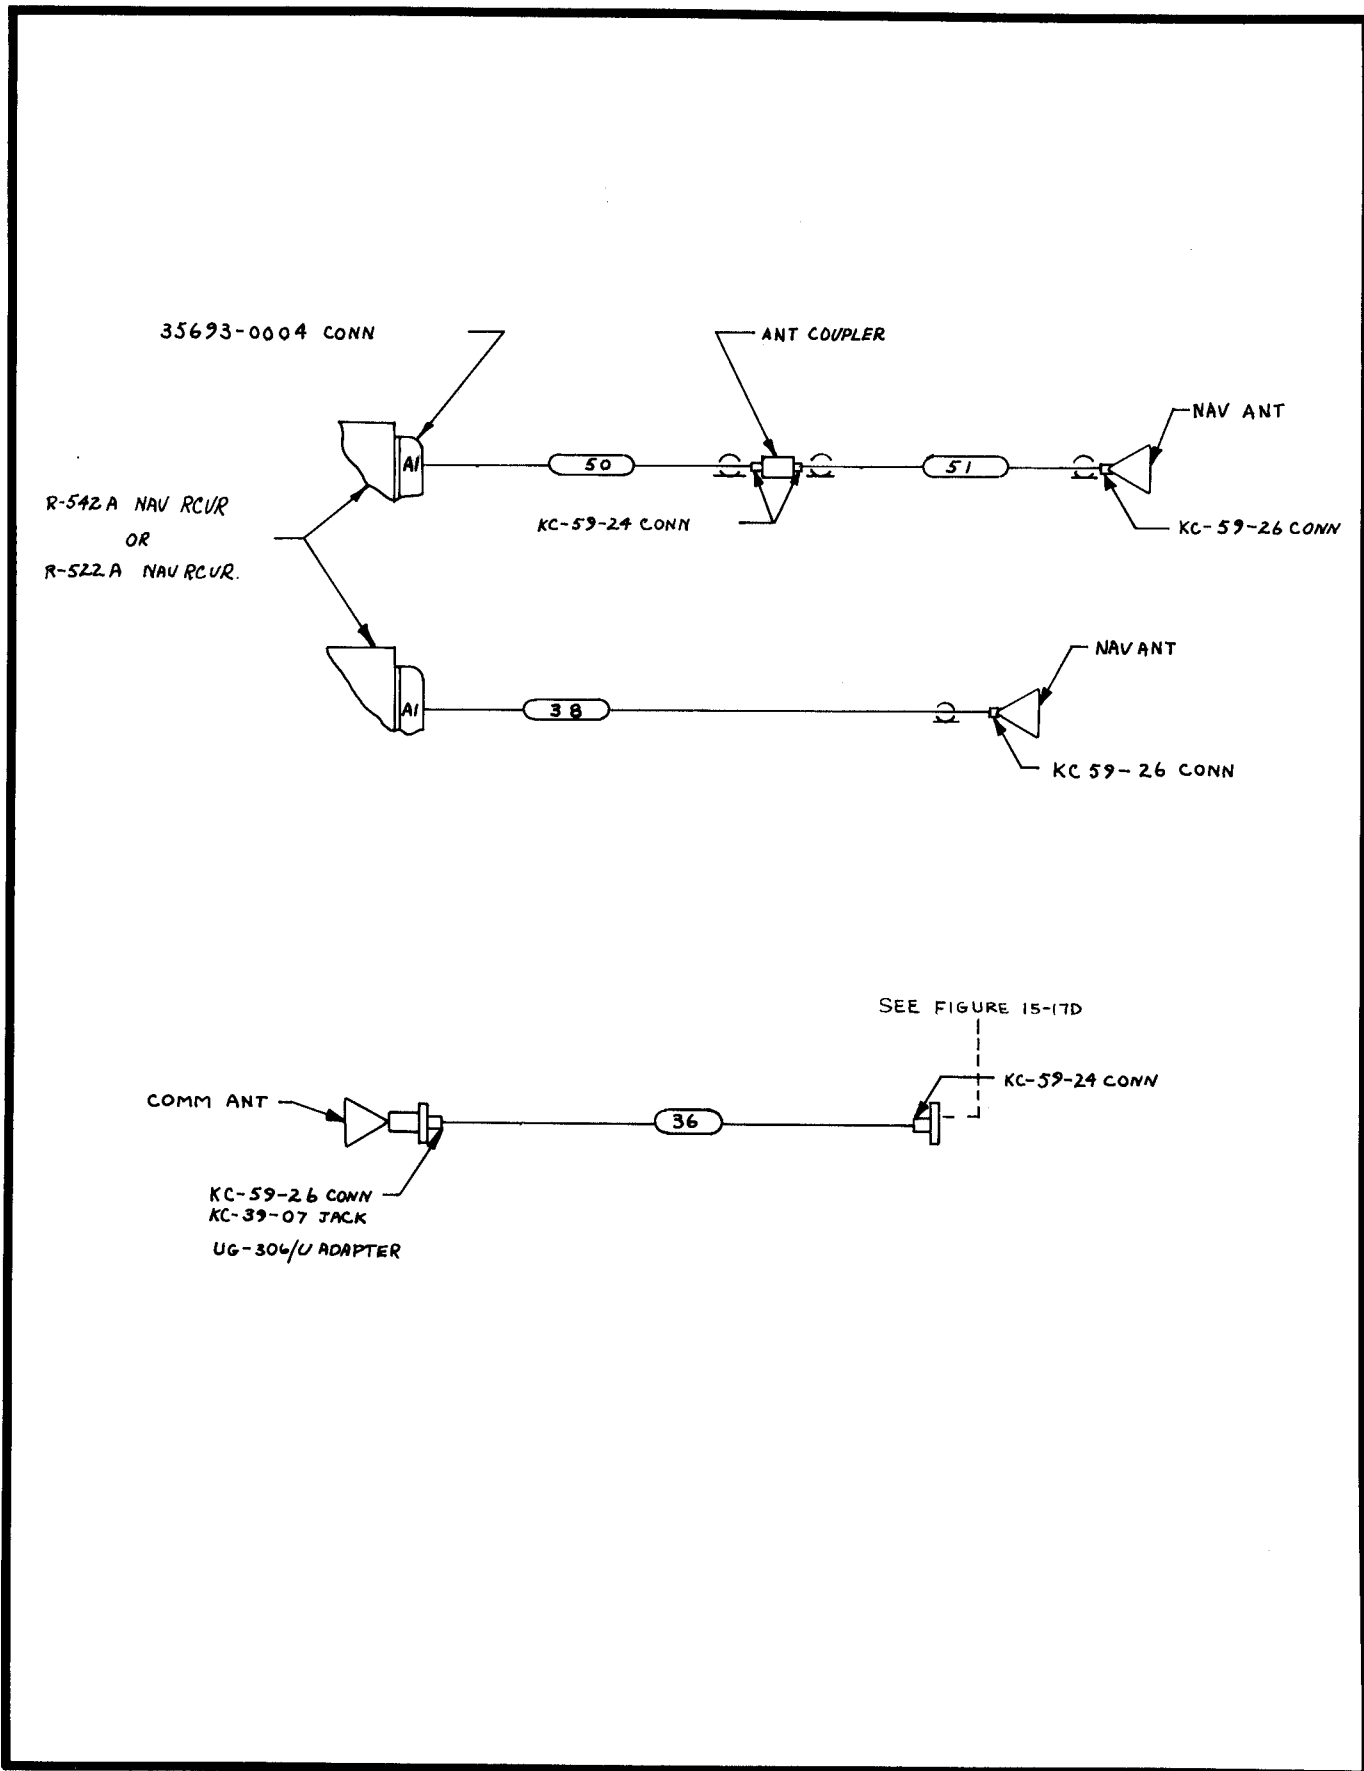 35693-0004 CONN
ANT COUPLER
NAV ANT
A1
50
51
KC-59-24 CONN
KC-59-26 CONN
R-542A NAV RCVR
OR
R-522A NAV RCVR.
NAV ANT
A1
38
KC 59-26 CONN
SEE FIGURE 15-17D
KC-59-24 CONN
COMM ANT
36
KC-59-26 CONN
KC-39-07 JACK
UG-306/U ADAPTER